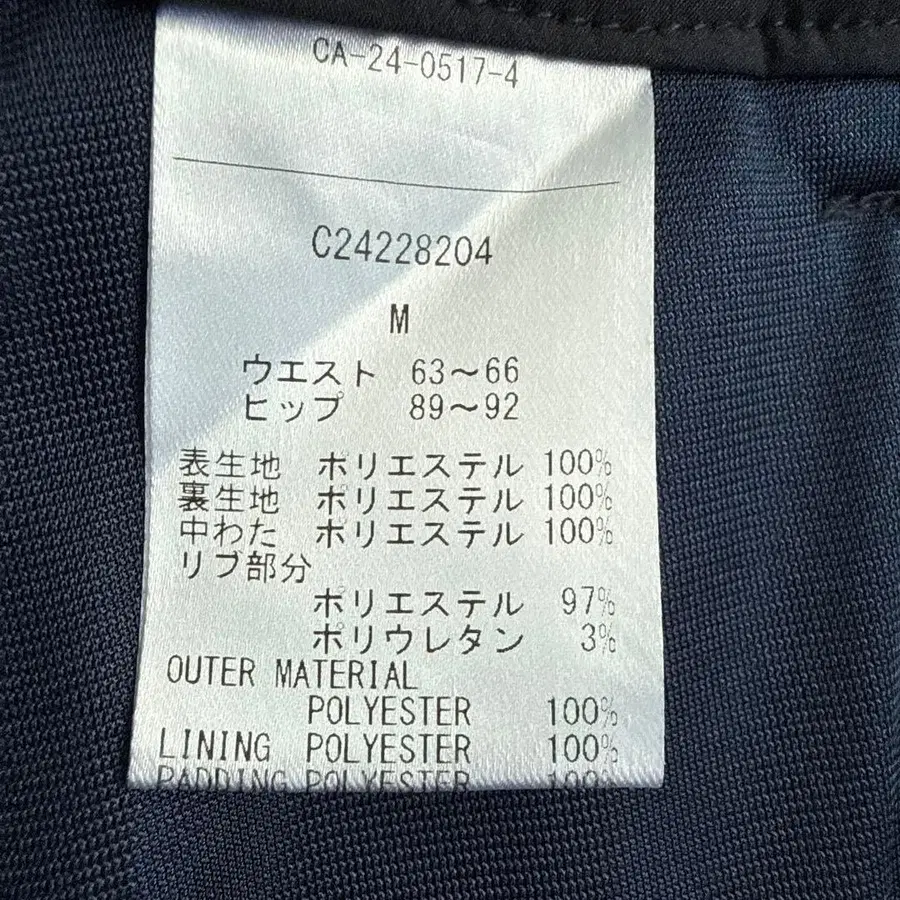 CA-24-0517-4
C24228204
M
ウエスト 63～66
ヒップ 89～92
表生地 ポリエステル 100%
裏生地 ポリエステル 100%
中わた ポリエステル 100%
リブ部分
ポリエステル 97%
ポリウレタン 3%
OUTER MATERIAL
POLYESTER 100%
LINING POLYESTER 100%
PADDING POLYESTER 100%